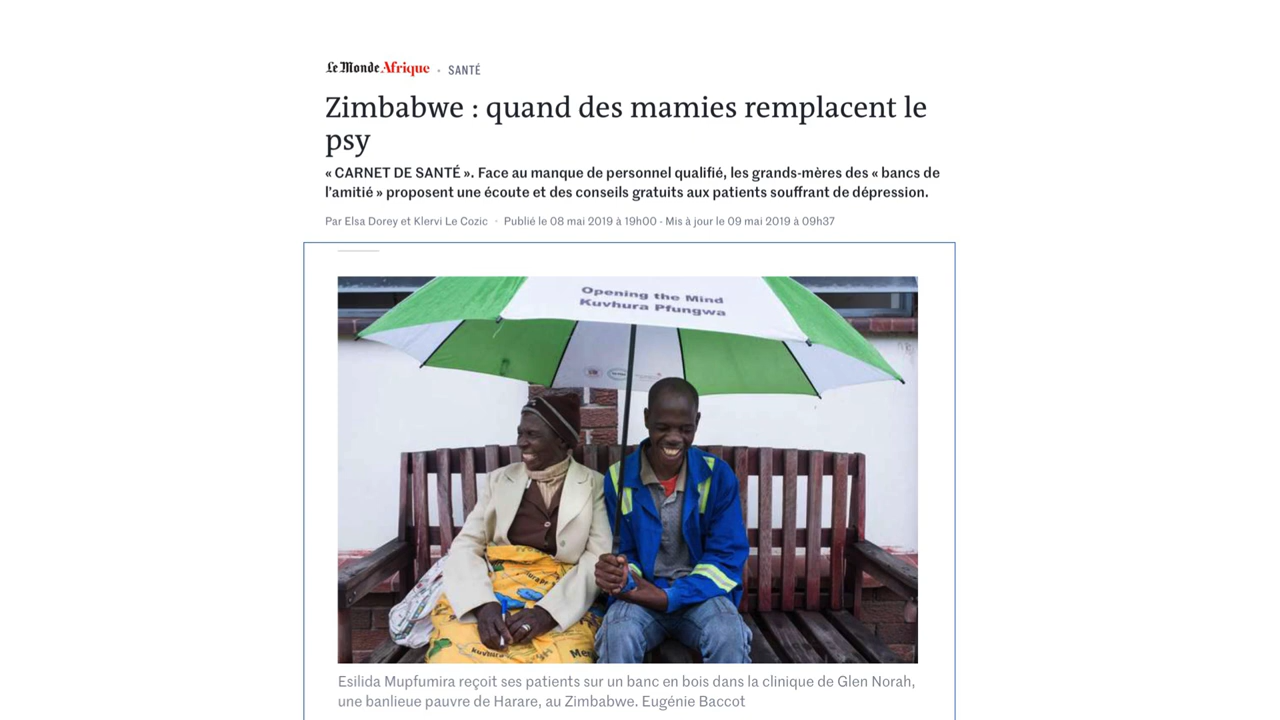 Le Monde Afrique • SANTÉ
Zimbabwe : quand des mamies remplacent le
psy
« CARNET DE SANTÉ ». Face au manque de personnel qualifié, les grands-mères des « bancs de
l’amitié » proposent une écoute et des conseils gratuits aux patients souffrant de dépression.
Par Elsa Dorey et Klervi Le Cozic • Publié le 08 mai 2019 à 19h00 - Mis à jour le 09 mai 2019 à 09h37
Opening the Mind
Kuvhura Pfungwa
Esilida Mupfumira reçoit ses patients sur un banc en bois dans la clinique de Glen Norah,
une banlieue pauvre de Harare, au Zimbabwe. Eugénie Baccot